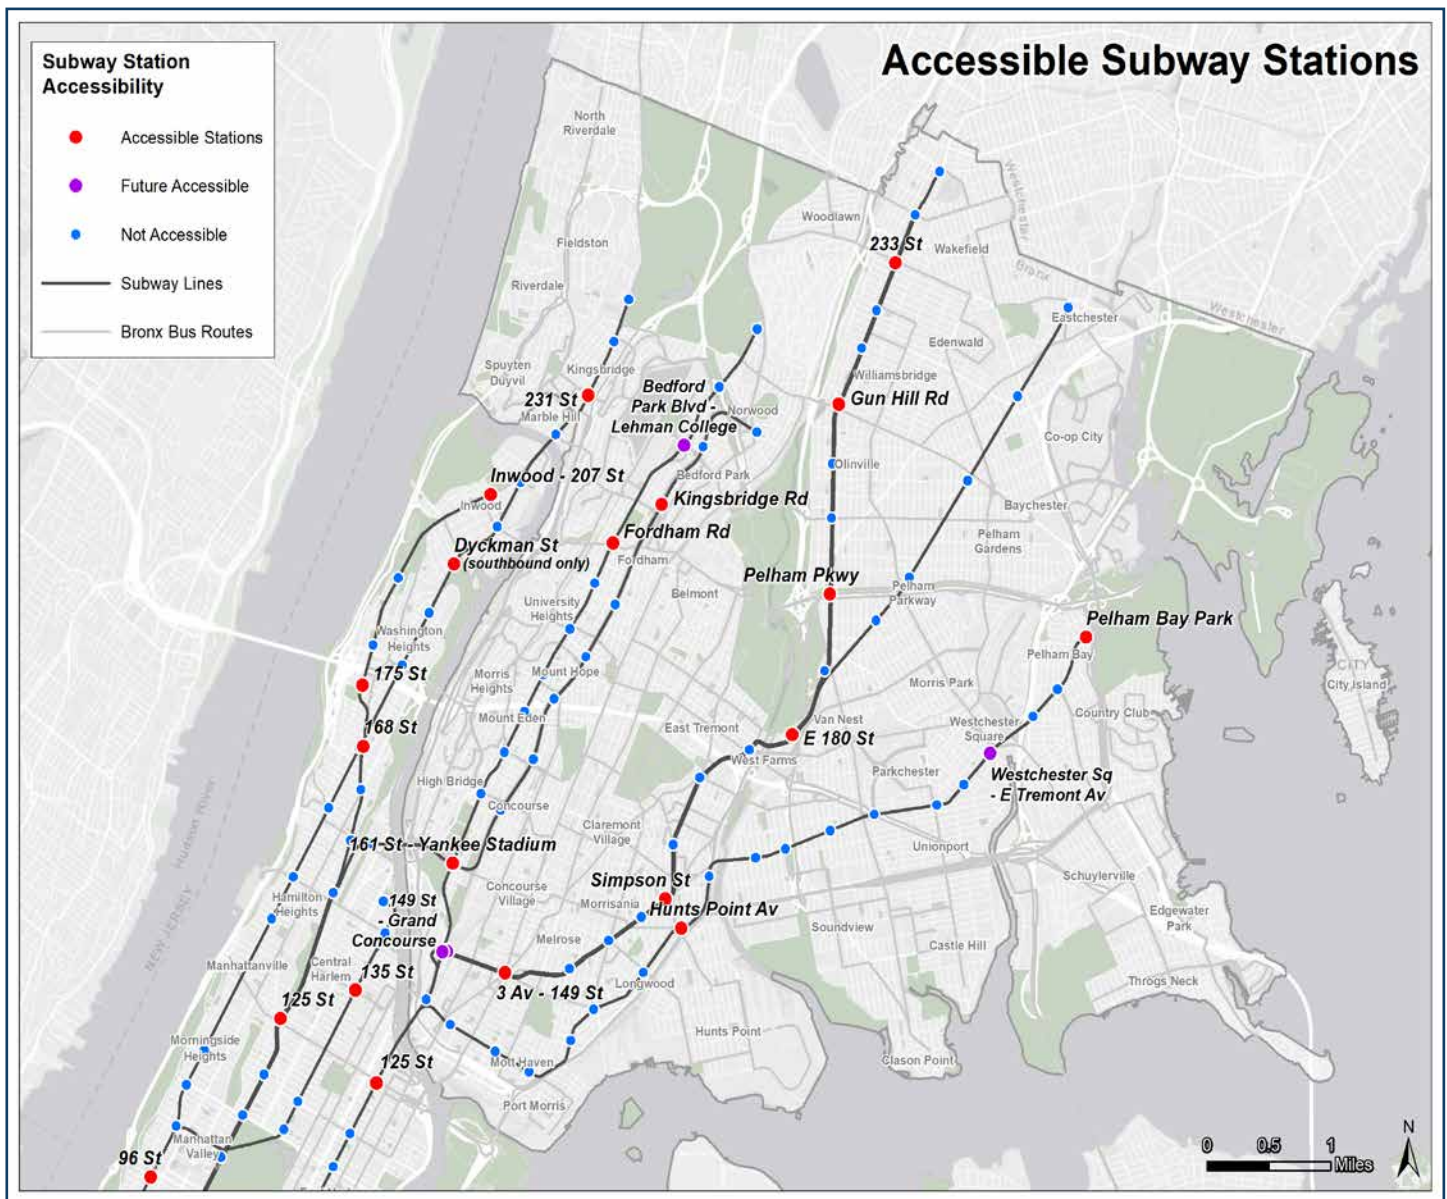 Accessible Subway Stations
Subway Station
Accessibility
Accessible Stations
Future Accessible
Not Accessible
Subway Lines
Bronx Bus Routes
North
Riverdale
Woodlawn
Westchester
Bronx
233 St
Wakefield
Fieldston
Riverdale
Westchester
Eastchester
Edenwald
Spuyten
Duyvil
Kingsbridge
Williamsbridge
231 St
Marble Hill
Bedford
Park Blvd -
Lehman College
Norwood
Gun Hill Rd
Co-op City
Inwood - 207 St
Inwood
Bedford Park
Olinville
Kingsbridge Rd
Baychester
Fordham Rd
Fordham
Pelham
Gardens
Dyckman St
(southbound only)
Pelham Pkwy
Belmont
Pelham
Parkway
University
Heights
Pelham Bay Park
Pelham Bay
Washington
Heights
175 St
Morris
Heights
Mount Hope
Morris Park
CITY
City Island
168 St
Mount Eden
East Tremont
Van Nest
E 180 St
Westchester
Square
Country Club
West Farms
Parkchester
Westchester Sq
- E Tremont Av
High Bridge
Concourse
Claremont
Village
161 St - Yankee Stadium
Unionport
Hudson River
NEW JERSEY
Simpson St
Concourse
Village
Morrisania
Hunts Point Av
Schuylerville
Hamilton
Heights
149 St
- Grand
Concourse
Melrose
Soundview
Castle Hill
Edgewater
Park
Manhattanville
Central
Harlem
135 St
3 Av - 149 St
Longwood
Throgs Neck
125 St
Morningside
Heights
Hunts Point
Clason Point
125 St
Mott Haven
Port Morris
Manhattan
Valley
96 St
0 0.5 1
Miles
N